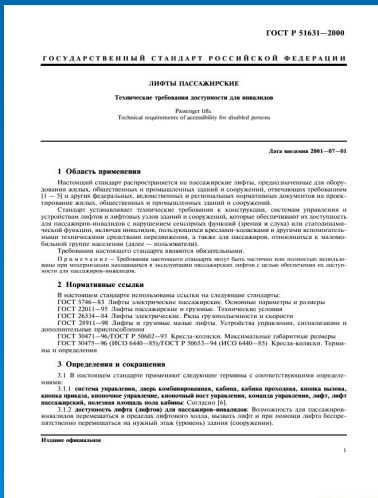 ГОСТ Р 51631—2000
ГОСУДАРСТВЕННЫЙ СТАНДАРТ РОССИЙСКОЙ ФЕДЕРАЦИИ
ЛИФТЫ ПАССАЖИРСКИЕ
Технические требования доступности для инвалидов
Passenger lifts.
Technical requirements of accessibility for disabled persons
Дата введения 2001—07—01
1 Область применения
Настоящий стандарт распространяется на пассажирские лифты, предназначенные для обору-
дования жилых, общественных и промышленных зданий и сооружений, отвечающих требованиям
[1 — 5] и других федеральных, ведомственных и региональных нормативных документов на проек-
тирование жилых, общественных и промышленных зданий и сооружений.
Стандарт устанавливает технические требования к конструкции, системам управления и
устройствам лифтов и лифтовых узлов зданий и сооружений, которые обеспечивают их доступность
для пассажиров-инвалидов с нарушением сенсорных функций (зрения и слуха) или статодинами-
ческой функции, включая инвалидов, пользующихся креслами-колясками и другими вспомогатель-
ными техническими средствами передвижения, а также для пассажиров, относящихся к маломо-
бильной группе населения (далее — пользователи).
Требования настоящего стандарта являются обязательными.
П р и м е ч а н и е — Требования настоящего стандарта могут быть частично или полностью использо-
ваны при модернизации находящихся в эксплуатации пассажирских лифтов с целью обеспечения их доступ-
ности для пассажиров-инвалидов.
2 Нормативные ссылки
В настоящем стандарте использованы ссылки на следующие стандарты:
ГОСТ 5746—83 Лифты электрические пассажирские. Основные параметры и размеры
ГОСТ 22011—95 Лифты пассажирские и грузовые. Технические условия
ГОСТ 26334—84 Лифты электрические. Ряды грузоподъемности и скорости
ГОСТ 28911—98 Лифты и грузовые малые лифты. Устройства управления, сигнализации и
дополнительные приспособления
ГОСТ 30471—96/ГОСТ Р 50602—93 Кресла-коляски. Максимальные габаритные размеры
ГОСТ 30475—96 (ИСО 6440—85)/ГОСТ Р 50653—94 (ИСО 6440—85) Кресла-коляски. Терми-
ны и определения
3 Определения и сокращения
3.1 В настоящем стандарте применяют следующие термины с соответствующими определе-
ниями:
3.1.1 система управления, дверь комбинированная, кабина, кабина проходная, кнопка вызова,
кнопка приказа, кнопочное управление, кнопочный пост управления, команда управления, лифт, лифт
пассажирский, полезная площадь пола кабины: Согласно [6].
3.1.2 доступность лифта (лифтов) для пассажиров-инвалидов: Возможность для пассажиров-
инвалидов перемещаться в пределах лифтового холла, вызвать лифт и при помощи лифта беспре-
пятственно перемещаться на нужный этаж (уровень) здания (сооружения).
Издание официальное
1